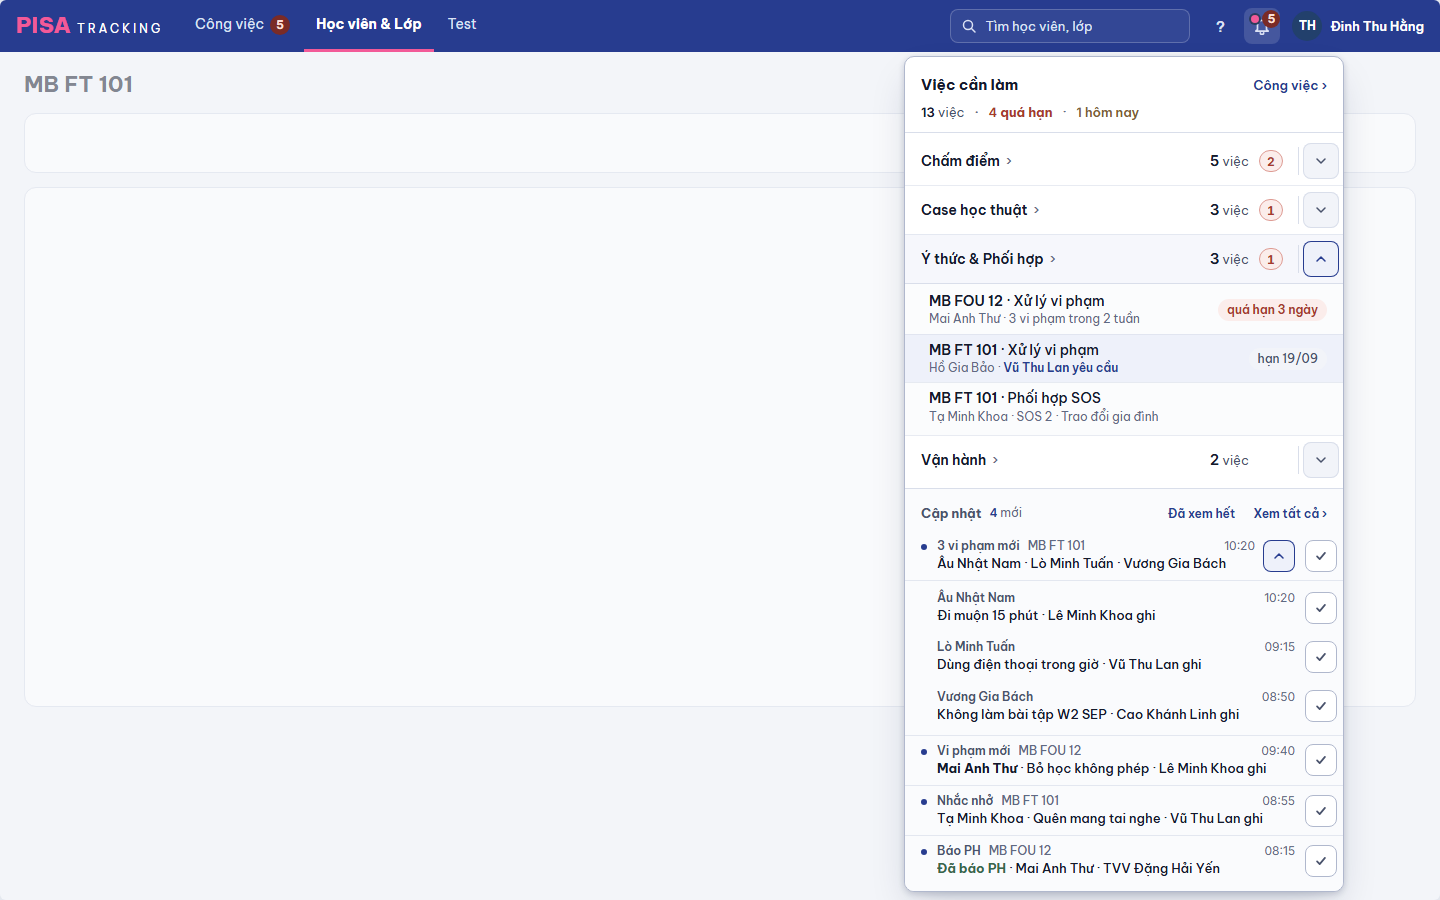 PISA TRACKING
Công việc 5
Học viên & Lớp
Test
Tìm học viên, lớp
?
5
TH
Đinh Thu Hằng
MB FT 101
Việc cần làm
Công việc ›
13 việc · 4 quá hạn · 1 hôm nay
Chấm điểm ›
5 việc 2
Case học thuật ›
3 việc 1
Ý thức & Phối hợp ›
3 việc 1
MB FOU 12 · Xử lý vi phạm
Mai Anh Thư · 3 vi phạm trong 2 tuần
quá hạn 3 ngày
MB FT 101 · Xử lý vi phạm
Hồ Gia Bảo · Vũ Thu Lan yêu cầu
hạn 19/09
MB FT 101 · Phối hợp SOS
Tạ Minh Khoa · SOS 2 · Trao đổi gia đình
Vận hành ›
2 việc
Cập nhật 4 mới
Đã xem hết
Xem tất cả ›
3 vi phạm mới MB FT 101 10:20
Âu Nhật Nam · Lò Minh Tuấn · Vương Gia Bách
Âu Nhật Nam 10:20
Đi muộn 15 phút · Lê Minh Khoa ghi
Lò Minh Tuấn 09:15
Dùng điện thoại trong giờ · Vũ Thu Lan ghi
Vương Gia Bách 08:50
Không làm bài tập W2 SEP · Cao Khánh Linh ghi
Vi phạm mới MB FOU 12 09:40
Mai Anh Thư · Bỏ học không phép · Lê Minh Khoa ghi
Nhắc nhở MB FT 101 08:55
Tạ Minh Khoa · Quên mang tai nghe · Vũ Thu Lan ghi
Báo PH MB FOU 12 08:15
Đã báo PH · Mai Anh Thư · TVV Đặng Hải Yến